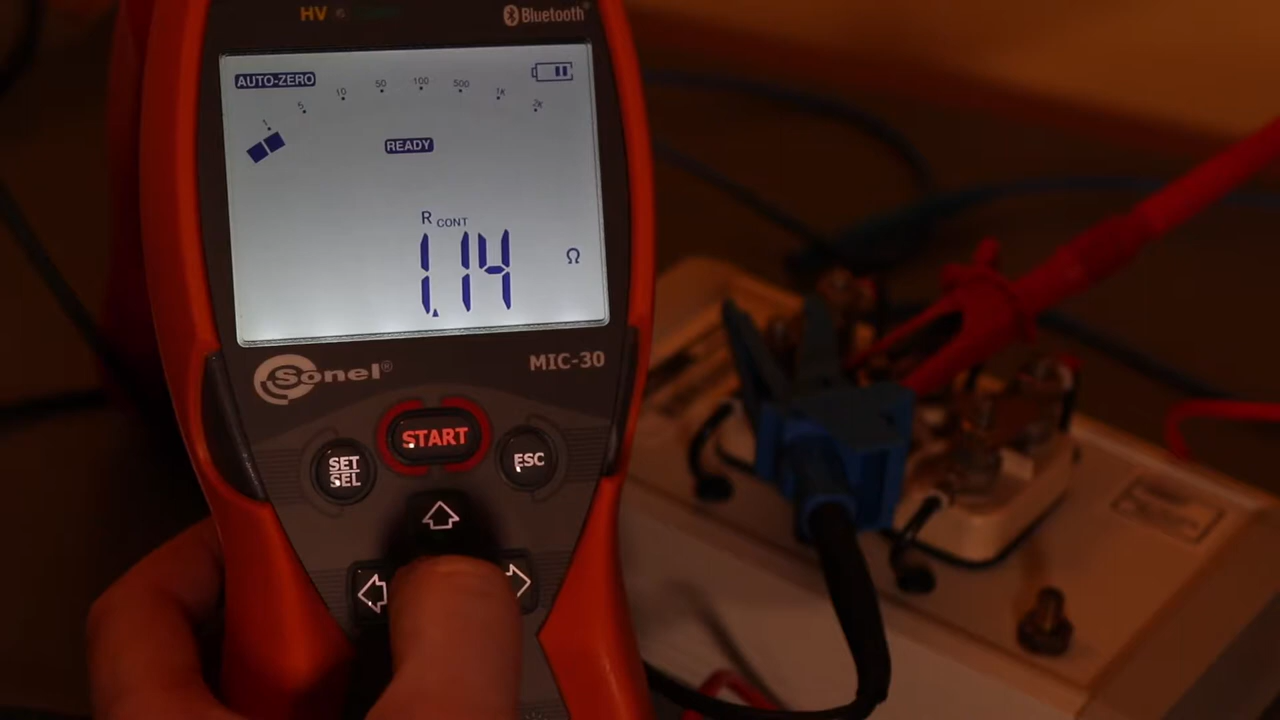 HV
Bluetooth®
AUTO-ZERO
1 5 10 50 100 500 1K 2K
READY
R CONT
1.14 Ω
Sonel®
MIC-30
START
SET
SEL
ESC